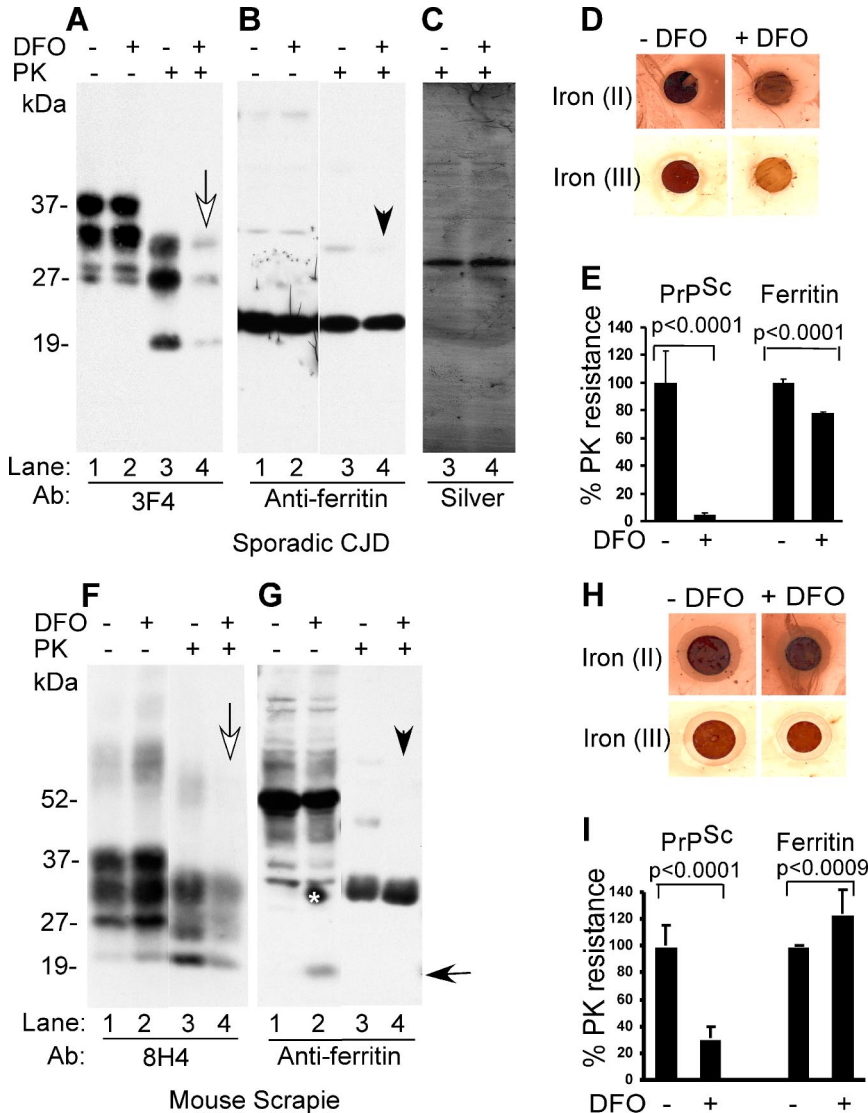 A B C
DFO - + - + - + - + - +
PK - - + + - - + + + +
kDa
37-
27-
19-
Lane: 1 2 3 4 1 2 3 4 3 4
Ab: 3F4 Anti-ferritin Silver
Sporadic CJD
D
- DFO + DFO
Iron (II)
Iron (III)
E
PrPSc Ferritin
p<0.0001 p<0.0001
% PK resistance
140
120
100
80
60
40
20
0
DFO - + - +
F G
DFO - + - + - + - +
PK - - + + - - + +
kDa
52-
37-
27-
19-
*
Lane: 1 2 3 4 1 2 3 4
Ab: 8H4 Anti-ferritin
Mouse Scrapie
H
- DFO + DFO
Iron (II)
Iron (III)
I
PrPSc Ferritin
p<0.0001 p<0.0009
% PK resistance
140
120
100
80
60
40
20
0
DFO - + - +